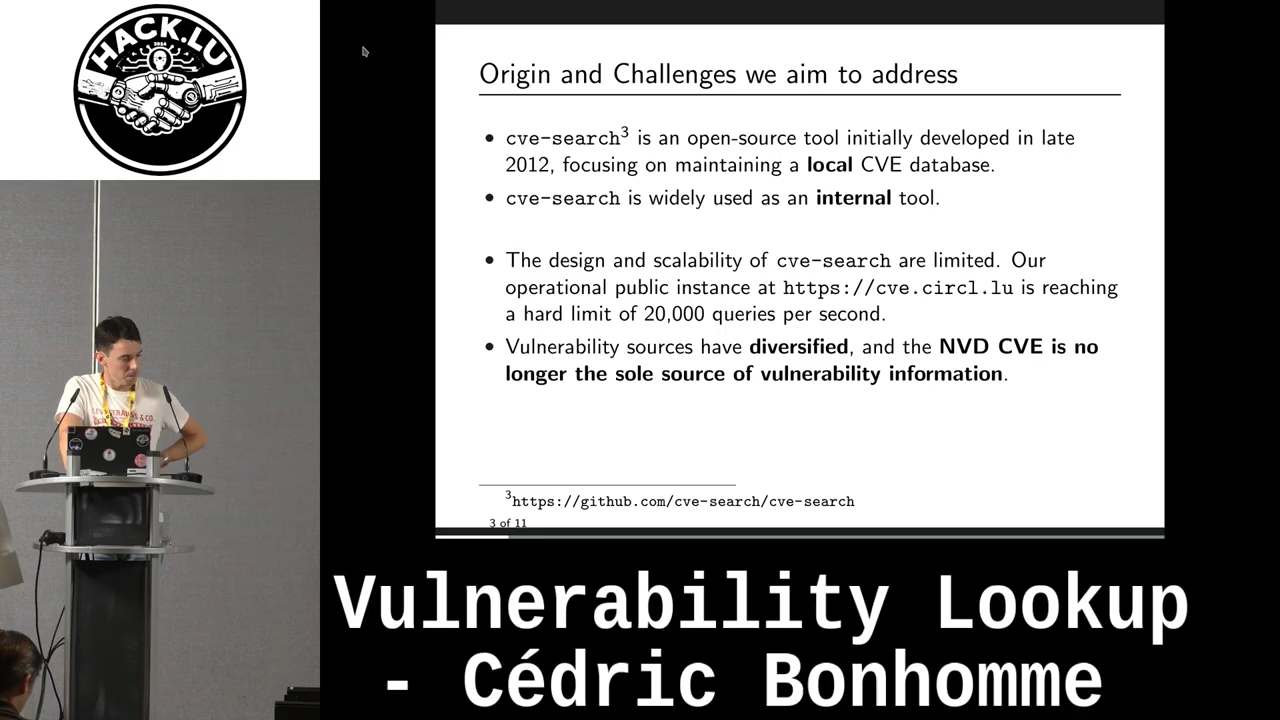 HACK.LU
2024
Origin and Challenges we aim to address
• cve-search3 is an open-source tool initially developed in late
2012, focusing on maintaining a local CVE database.
• cve-search is widely used as an internal tool.
• The design and scalability of cve-search are limited. Our
operational public instance at https://cve.circl.lu is reaching
a hard limit of 20,000 queries per second.
• Vulnerability sources have diversified, and the NVD CVE is no
longer the sole source of vulnerability information.
3https://github.com/cve-search/cve-search
3 of 11
Vulnerability Lookup
- Cédric Bonhomme